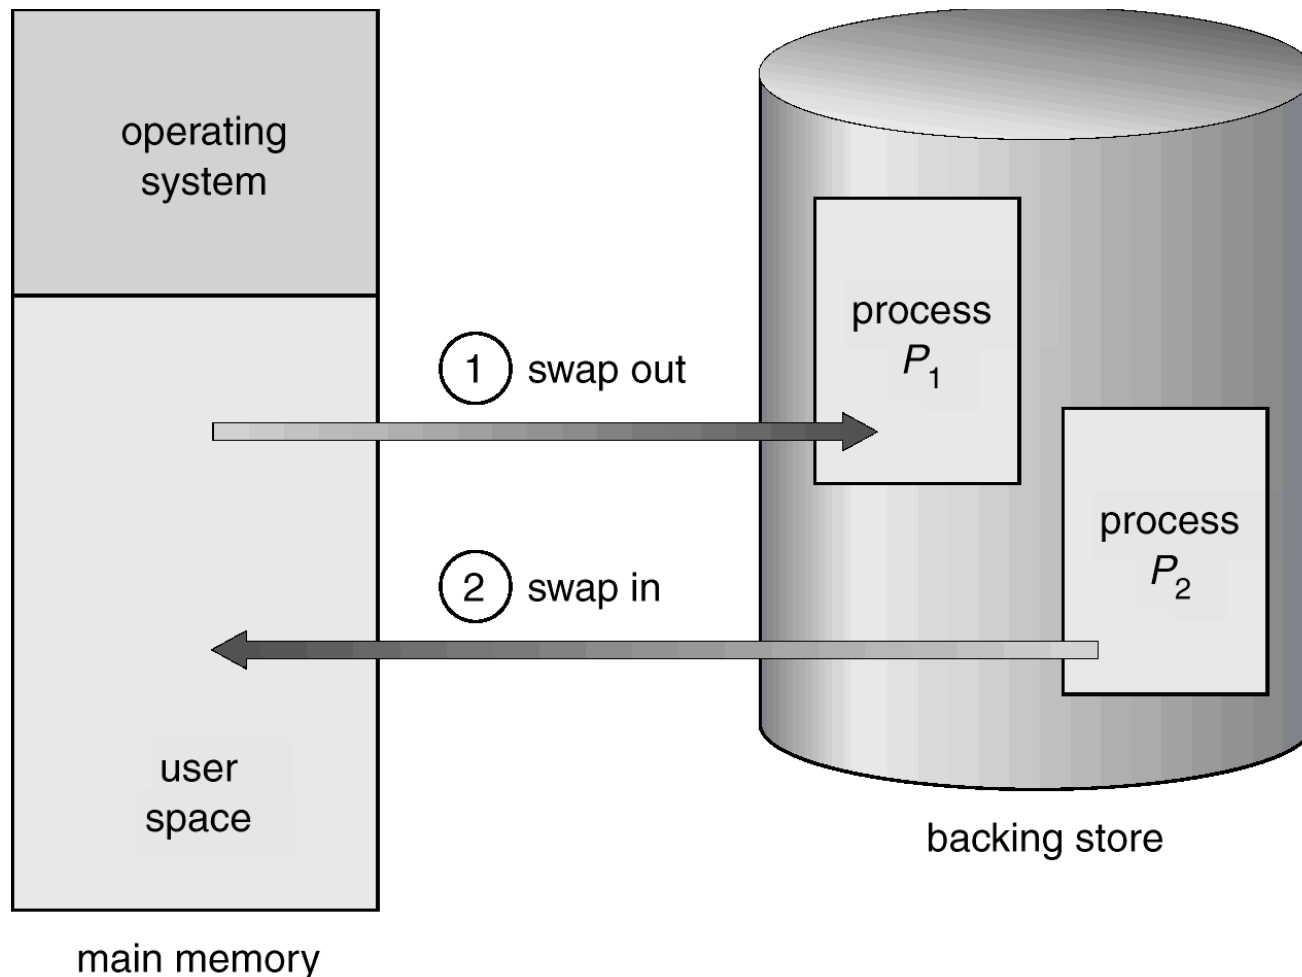 operating
system
process
P1
1 swap out
process
P2
2 swap in
user
space
backing store
main memory